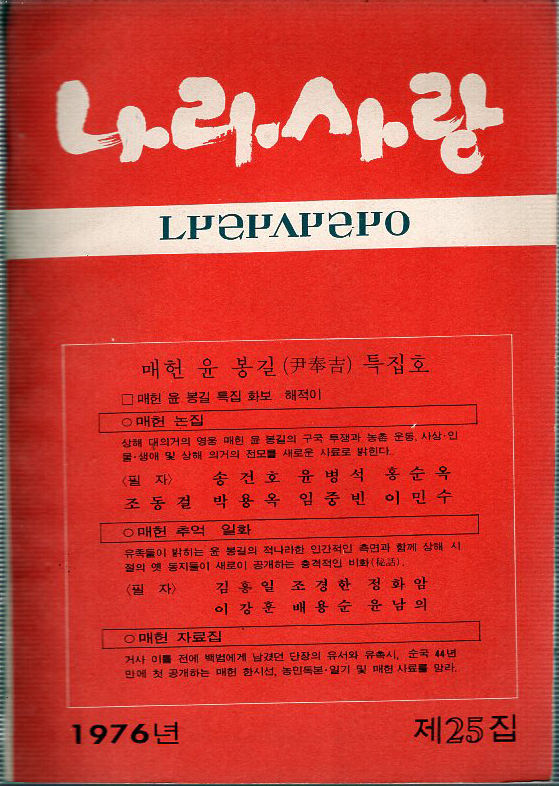 나라사랑
ㄴㅏㄹㅏㅅㅏㄹㅏㅇ
매헌 윤 봉길(尹奉吉) 특집호
□ 매헌 윤 봉길 특집 화보 해적이
○ 매헌 논집
상해 대의거의 영웅 매헌 윤 봉길의 구국 투쟁과 농촌 운동, 사상·인
물·생애 및 상해 의거의 전모를 새로운 사료로 밝힌다.
〈필 자〉 송건호 윤병석 홍순옥
조동걸 박용옥 임중빈 이민수
○ 매헌 추억 일화
유족들이 밝히는 윤 봉길의 적나라한 인간적인 측면과 함께 상해 시
절의 옛 동지들이 새로이 공개하는 충격적인 비화(秘話).
〈필 자〉 김홍일 조경한 정화암
이강훈 배용순 윤남의
○ 매헌 자료집
거사 이틀 전에 백범에게 남겼던 단장의 유서와 유촉시, 순국 44년
만에 첫 공개하는 매헌 한시선, 농민독본·일기 및 매헌 사료를 망라.
1976년 제25집